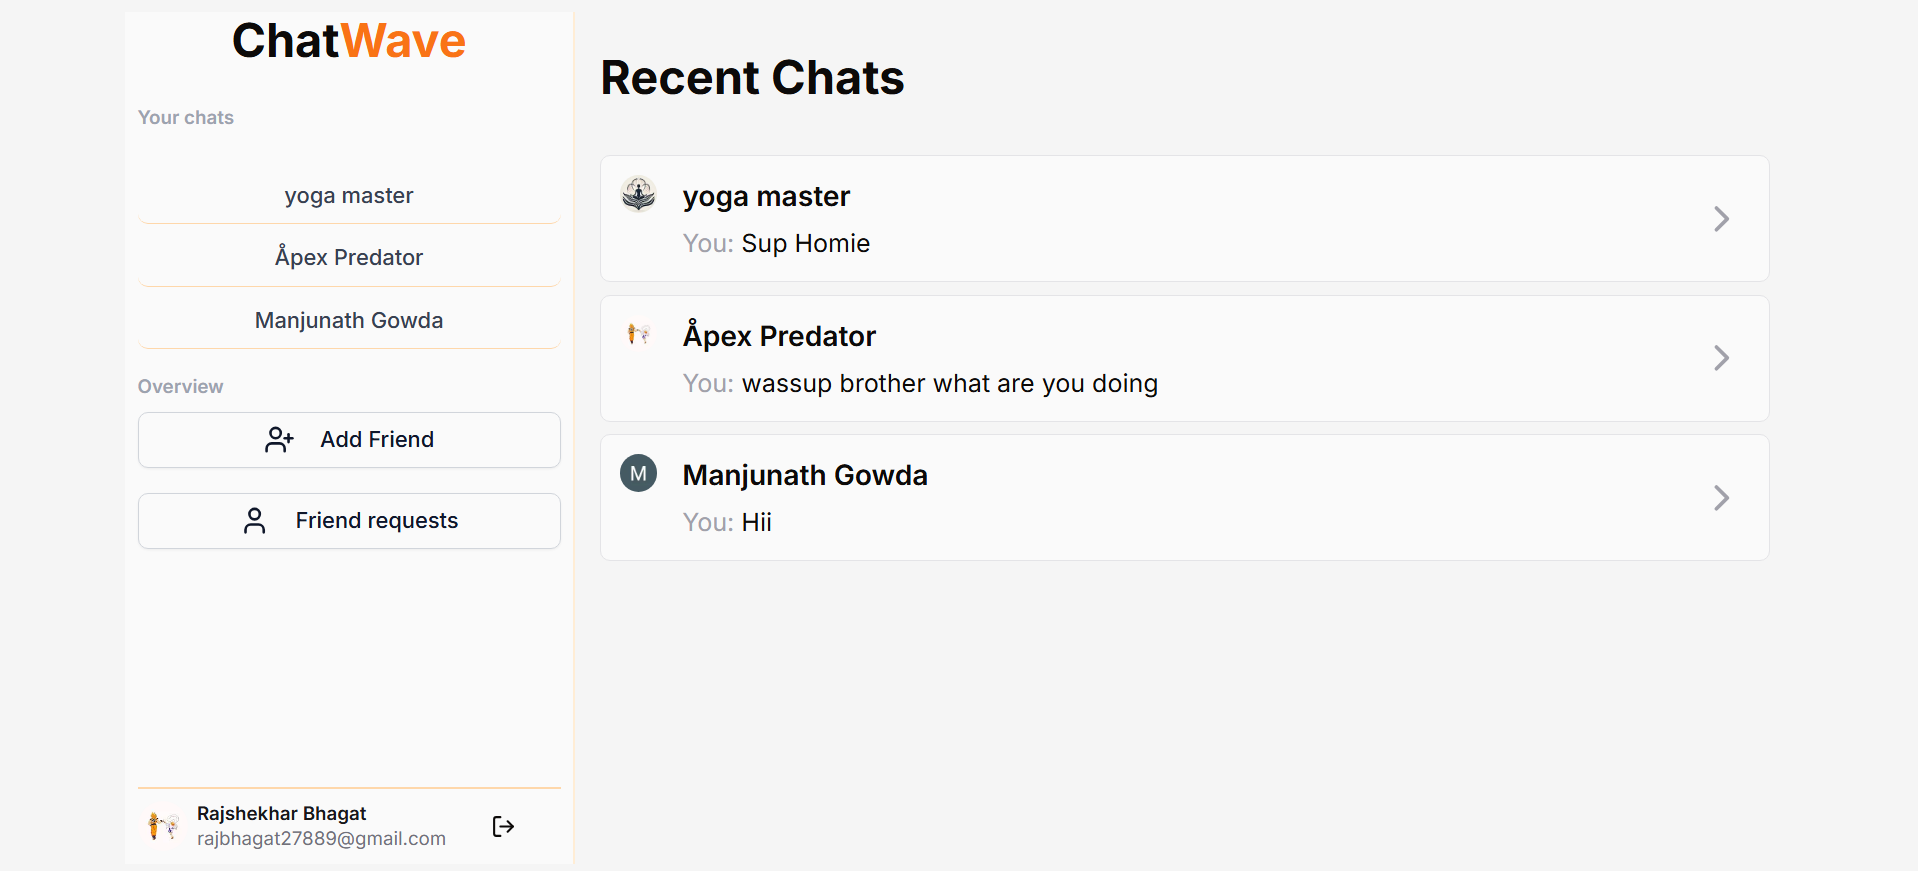 ChatWave
Your chats
yoga master
Åpex Predator
Manjunath Gowda
Overview
Add Friend
Friend requests
Rajshekhar Bhagat
rajbhagat27889@gmail.com
Recent Chats
yoga master
You: Sup Homie
Åpex Predator
You: wassup brother what are you doing
M
Manjunath Gowda
You: Hii